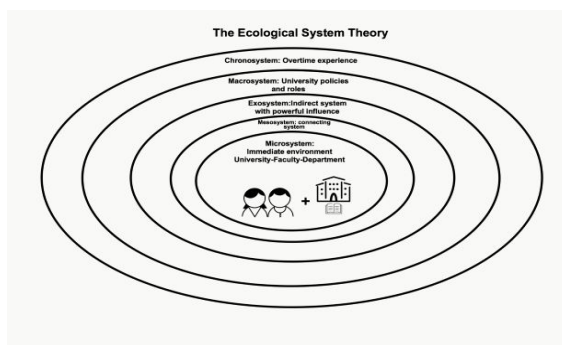 The Ecological System Theory
Chronosystem: Overtime experience
Macrosystem: University policies
and roles
Exosystem:Indirect system
with powerful influence
Mesosystem: connecting
system
Microsystem:
Immediate environment
University-Faculty-Department
+